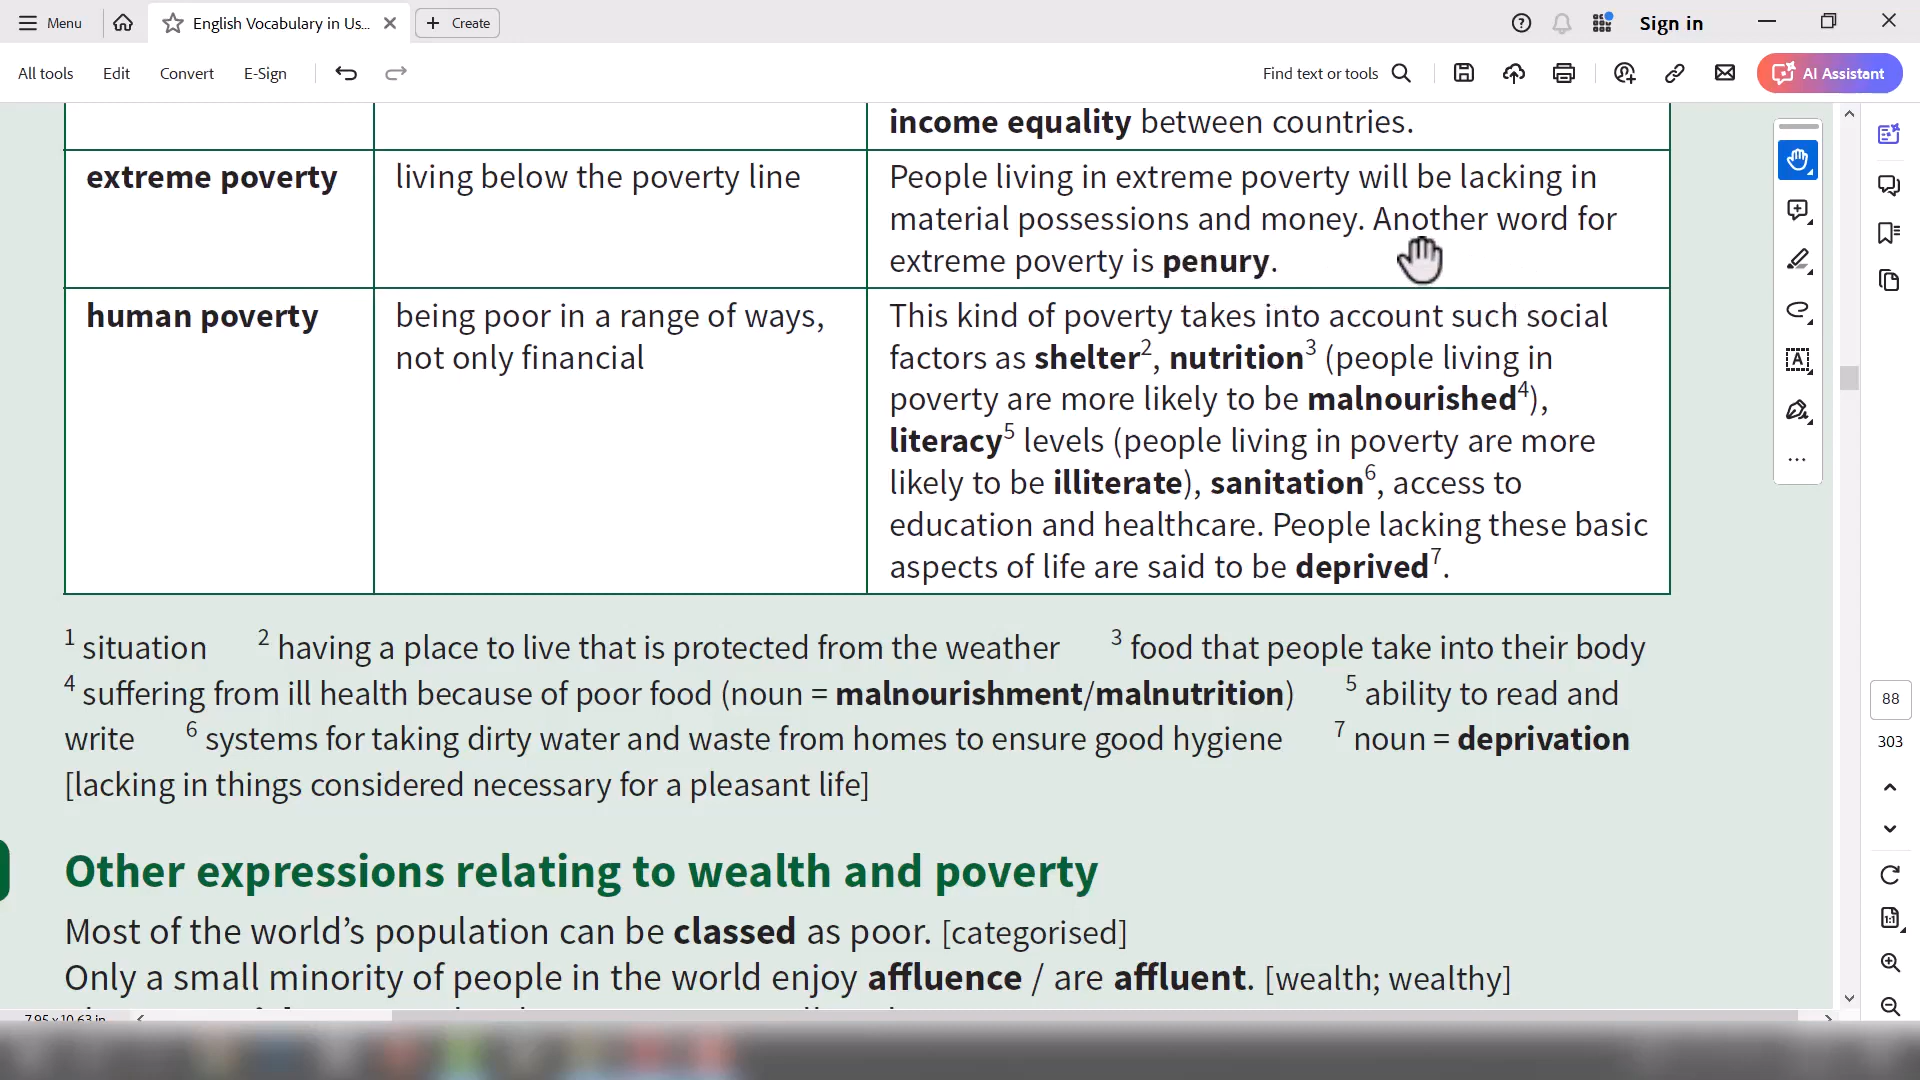 Menu
English Vocabulary in Us...
Create
Sign in
All tools
Edit
Convert
E-Sign
Find text or tools
AI Assistant
income equality between countries.
extreme poverty
living below the poverty line
People living in extreme poverty will be lacking in
material possessions and money. Another word for
extreme poverty is penury.
human poverty
being poor in a range of ways,
not only financial
This kind of poverty takes into account such social
factors as shelter2, nutrition3 (people living in
poverty are more likely to be malnourished4),
literacy5 levels (people living in poverty are more
likely to be illiterate), sanitation6, access to
education and healthcare. People lacking these basic
aspects of life are said to be deprived7.
1 situation 2 having a place to live that is protected from the weather 3 food that people take into their body
4 suffering from ill health because of poor food (noun = malnourishment/malnutrition) 5 ability to read and
write 6 systems for taking dirty water and waste from homes to ensure good hygiene 7 noun = deprivation
[lacking in things considered necessary for a pleasant life]
Other expressions relating to wealth and poverty
Most of the world's population can be classed as poor. [categorised]
Only a small minority of people in the world enjoy affluence / are affluent. [wealth; wealthy]
88
303
7.95 x 10.63 in